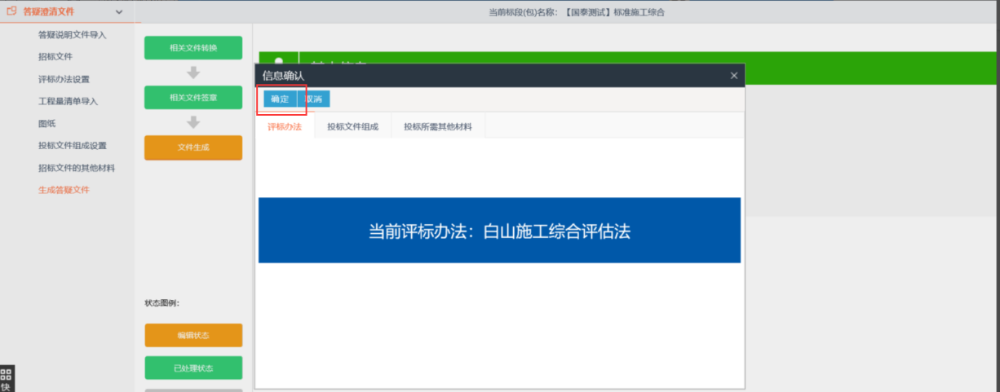 答疑澄清文件
当前标段(包)名称：【国泰测试】标准施工综合
答疑说明文件导入
招标文件
评标办法设置
工程量清单导入
图纸
投标文件组成设置
招标文件的其他材料
生成答疑文件
相关文件转换
相关文件签章
文件生成
状态图例：
编辑状态
已处理状态
信息确认
确定
取消
评标办法
投标文件组成
投标所需其他材料
当前评标办法：白山施工综合评估法
快